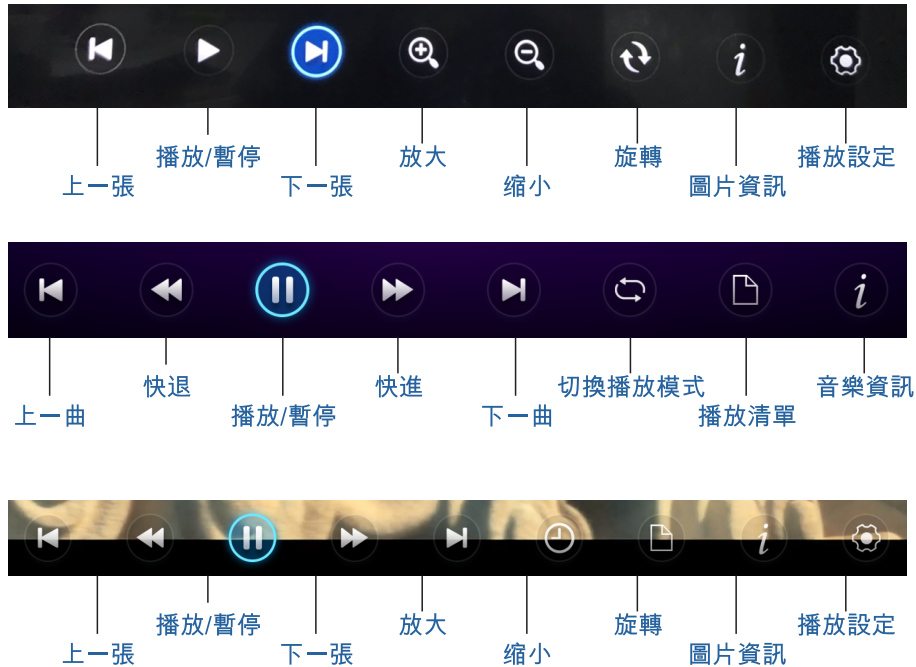 播放/暫停 放大 旋轉 播放設定
上一張 下一張 缩小 圖片資訊
快退 快進 切換播放模式 音樂資訊
上一曲 播放/暫停 下一曲 播放清單
播放/暫停 放大 旋轉 播放設定
上一張 下一張 缩小 圖片資訊